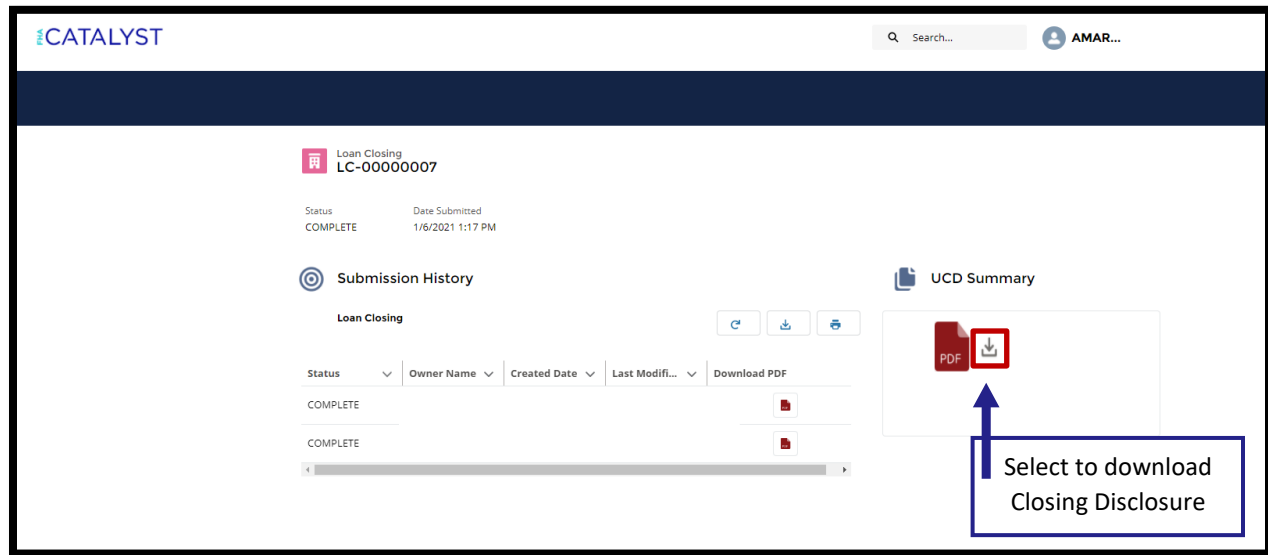 FHA CATALYST
Search...
AMAR...
Loan Closing
LC-00000007
Status Date Submitted
COMPLETE 1/6/2021 1:17 PM
Submission History
UCD Summary
Loan Closing
PDF
Status Owner Name Created Date Last Modifi... Download PDF
COMPLETE
COMPLETE
Select to download
Closing Disclosure